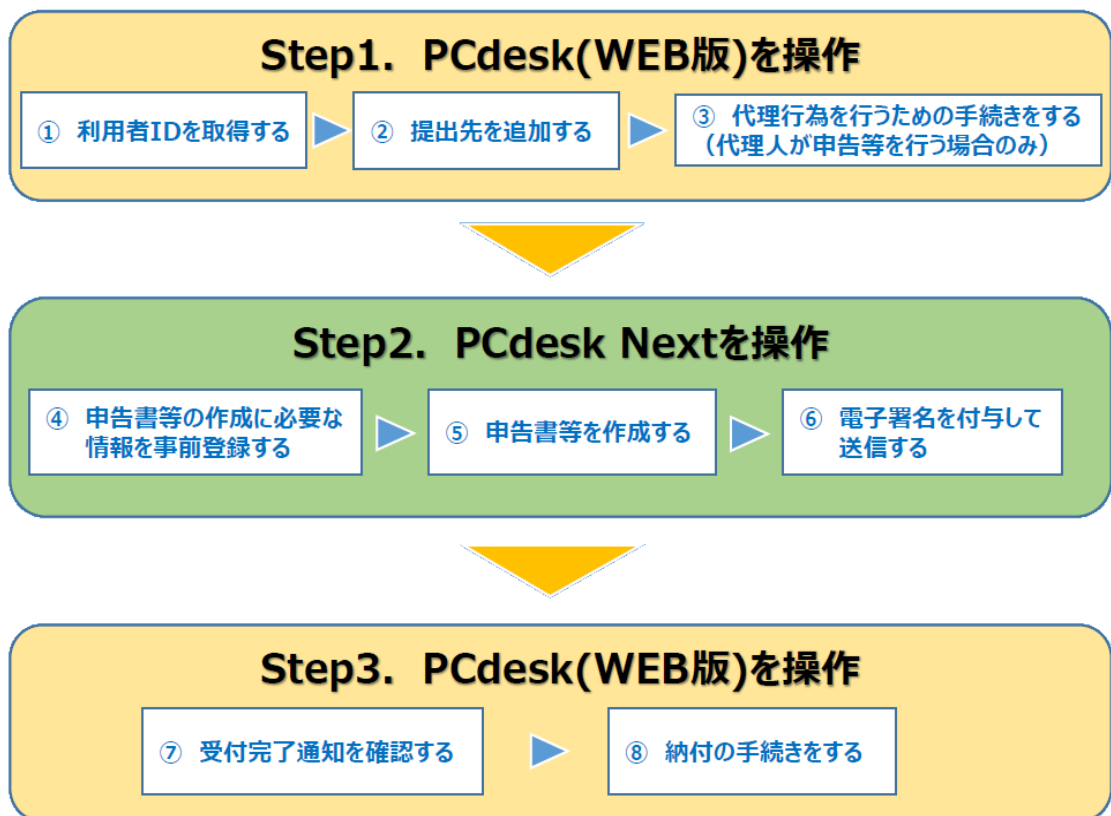 Step1. PCdesk(WEB版)を操作
① 利用者IDを取得する
② 提出先を追加する
③ 代理行為を行うための手続きをする
（代理人が申告等を行う場合のみ）
Step2. PCdesk Nextを操作
④ 申告書等の作成に必要な
情報を事前登録する
⑤ 申告書等を作成する
⑥ 電子署名を付与して
送信する
Step3. PCdesk(WEB版)を操作
⑦ 受付完了通知を確認する
⑧ 納付の手続きをする